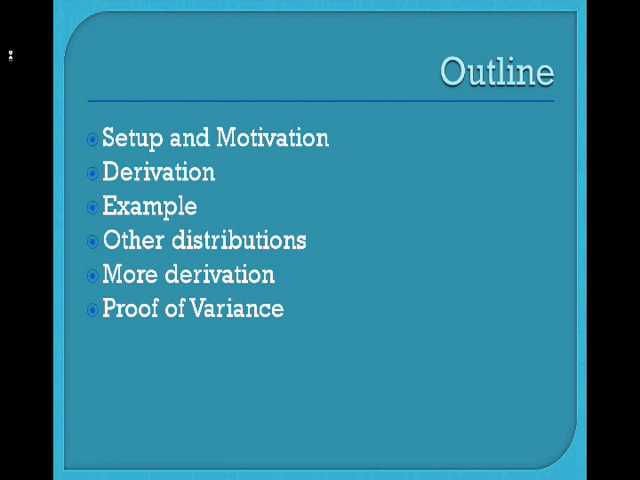 Outline
Setup and Motivation
Derivation
Example
Other distributions
More derivation
Proof of Variance